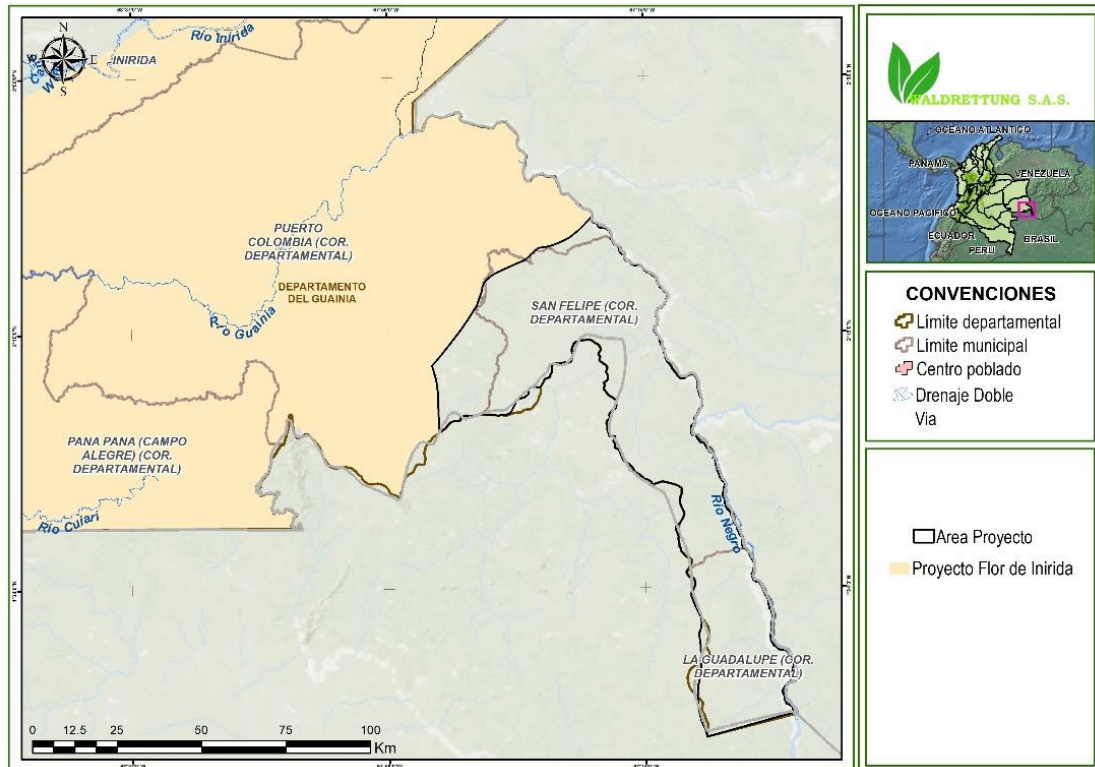 N
E
S
Río Inirida
INIRIDA
PUERTO
COLOMBIA (COR.
DEPARTAMENTAL)
DEPARTAMENTO
DEL GUAINIA
Río Guainia
SAN FELIPE (COR.
DEPARTAMENTAL)
PANA PANA (CAMPO
ALEGRE) (COR.
DEPARTAMENTAL)
Río Cuiari
Río Negro
LA GUADALUPE (COR.
DEPARTAMENTAL)
0 12.5 25 50 75 100
Km
WALDRETTUNG S.A.S.
OCEANO ATLANTICO
PANAMA
VENEZUELA
OCEANO PACIFICO
ECUADOR
BRASIL
PERU
CONVENCIONES
Límite departamental
Límite municipal
Centro poblado
Drenaje Doble
Via
Area Proyecto
Proyecto Flor de Inirida